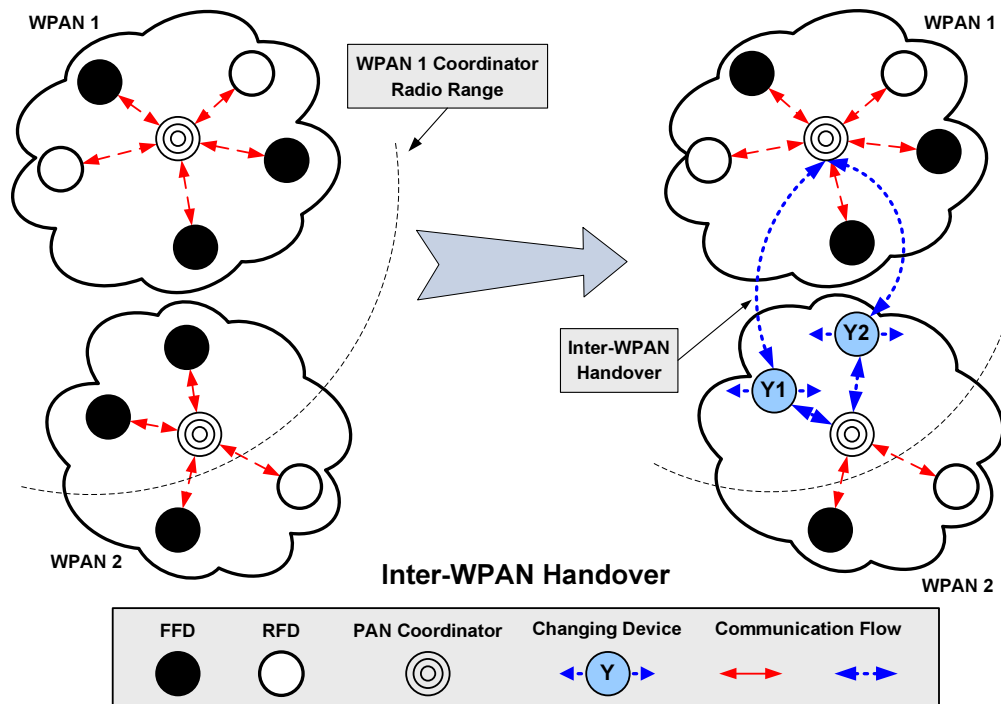 WPAN 1
WPAN 1 Coordinator
Radio Range
WPAN 1
Inter-WPAN
Handover
Y2
Y1
WPAN 2
WPAN 2
Inter-WPAN Handover
FFD
RFD
PAN Coordinator
Changing Device
Communication Flow
Y